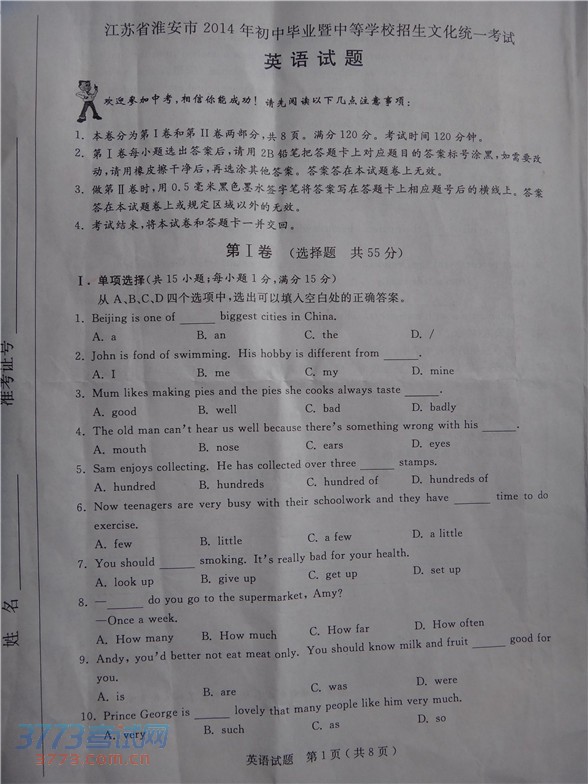 江苏省淮安市2014年初中毕业暨中等学校招生文化统一考试
英语试题
欢迎参加中考,相信你能成功!请先阅读以下几点注意事项:
1. 本卷分为第Ⅰ卷和第Ⅱ卷两部分,共8页。满分120分。考试时间120分钟。
2. 第Ⅰ卷每小题选出答案后,请用2B铅笔把答题卡上对应题目的答案标号涂黑,如需要改
动,请用橡皮擦干净后,再选涂其他答案。答案答在本试题卷上无效。
3. 做第Ⅱ卷时,用0.5毫米黑色墨水签字笔将答案写在答题卡上相应题号后的横线上。答案
答在本试题卷上或规定区域以外的无效。
4. 考试结束,将本试卷和答题卡一并交回。
第Ⅰ卷 (选择题 共55分)
Ⅰ. 单项选择(共15小题;每小题1分,满分15分)
从A、B、C、D四个选项中,选出可以填入空白处的正确答案。
1. Beijing is one of ______ biggest cities in China.
A. a B. an C. the D. /
2. John is fond of swimming. His hobby is different from ______.
A. I B. me C. my D. mine
3. Mum likes making pies and the pies she cooks always taste ______.
A. good B. well C. bad D. badly
4. The old man can't hear us well because there's something wrong with his ______.
A. mouth B. nose C. ears D. eyes
5. Sam enjoys collecting. He has collected over three ______ stamps.
A. hundred B. hundreds C. hundred of D. hundreds of
6. Now teenagers are very busy with their schoolwork and they have ______ time to do
exercise.
A. few B. little C. a few D. a little
7. You should ______ smoking. It's really bad for your health.
A. look up B. give up C. get up D. set up
8. —______ do you go to the supermarket, Amy?
—Once a week.
A. How many B. How much C. How far D. How often
9. Andy, you'd better not eat meat only. You should know milk and fruit ______ good for
you.
A. is B. are C. was D. were
10. Prince George is ______ lovely that many people like him very much.
A. very B. such C. as D. so
英语试题 第1页(共8页)
准考证号
姓名
3773考试网
s773.com.cn